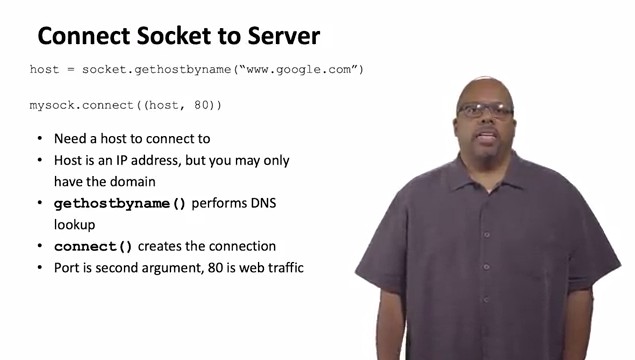 Connect Socket to Server
host = socket.gethostbyname(“www.google.com”)
mysock.connect((host, 80))
• Need a host to connect to
• Host is an IP address, but you may only
have the domain
• gethostbyname() performs DNS
lookup
• connect() creates the connection
• Port is second argument, 80 is web traffic